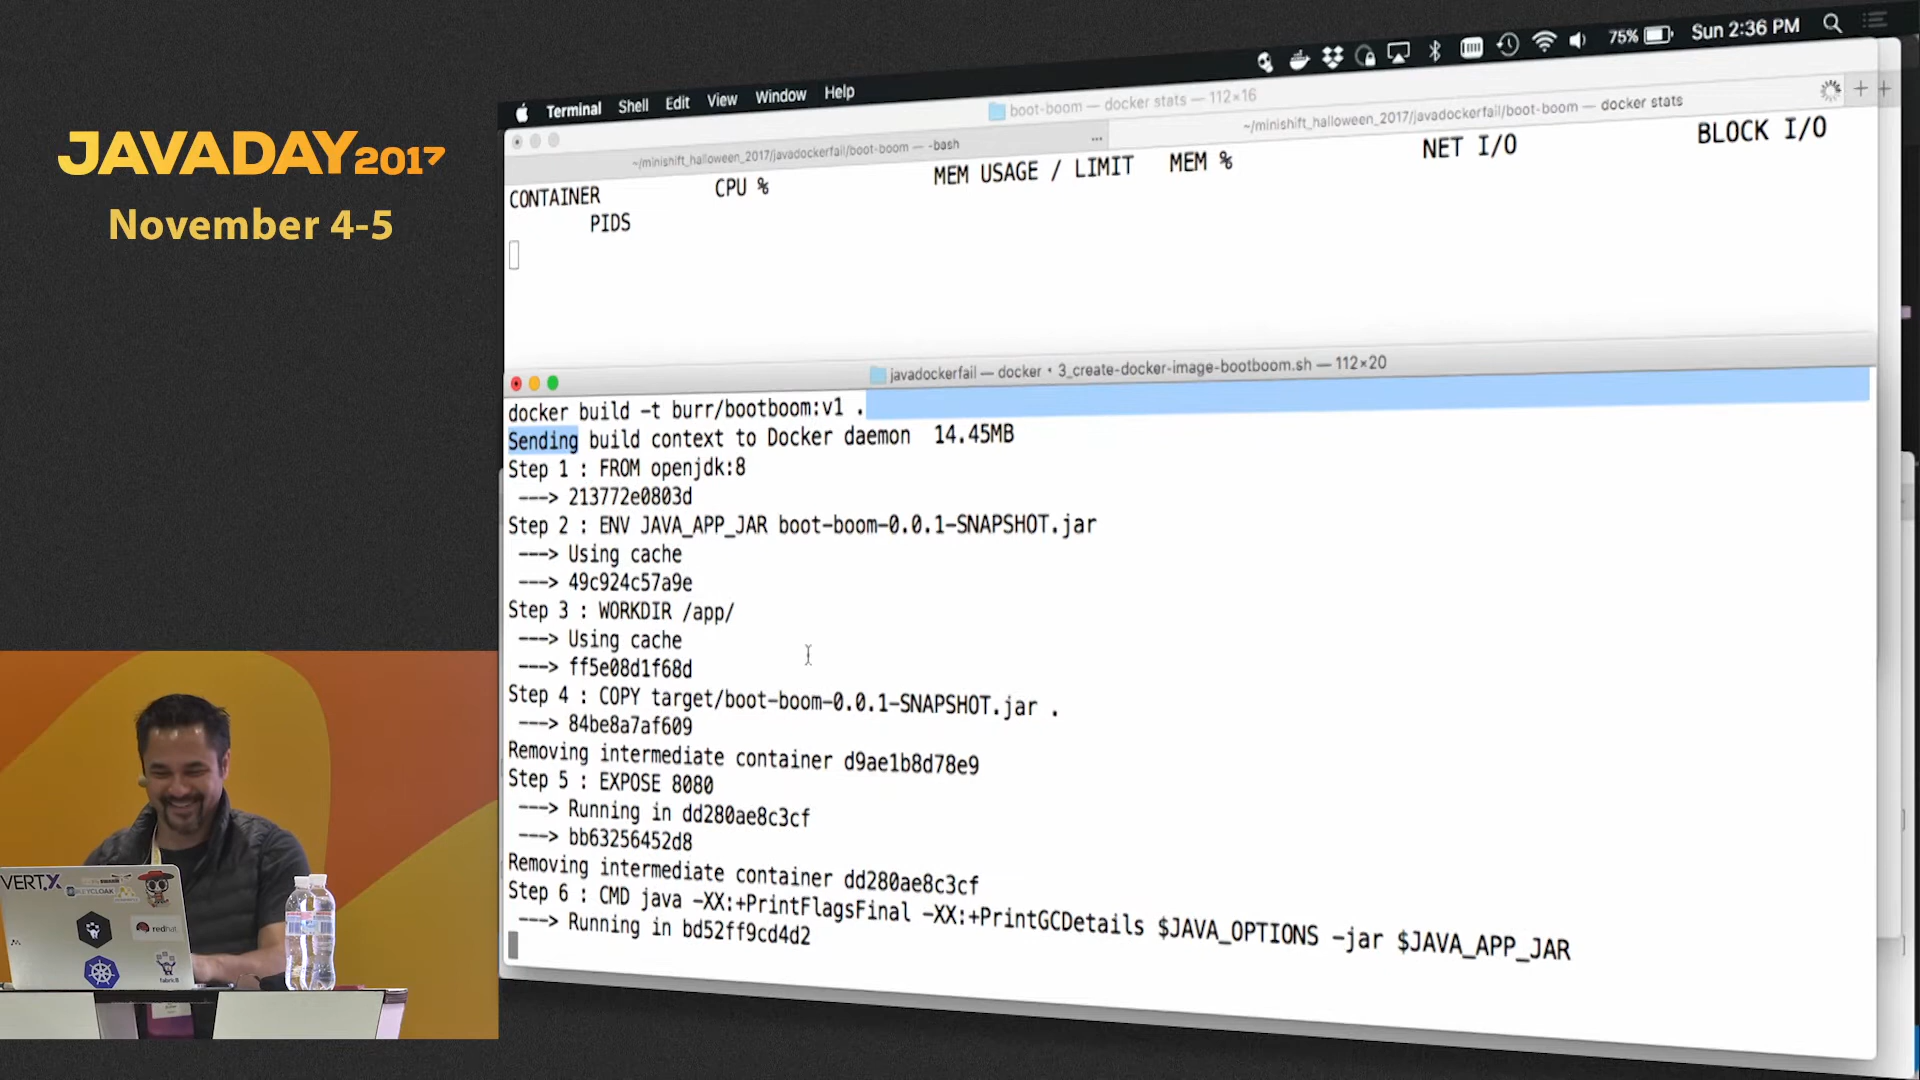 JAVADAY2017
November 4-5
Terminal Shell Edit View Window Help
75% Sun 2:36 PM
boot-boom — docker stats — 112×16
~/minishift_halloween_2017/javadockerfail/boot-boom — -bash
~/minishift_halloween_2017/javadockerfail/boot-boom — docker stats
CONTAINER CPU % MEM USAGE / LIMIT MEM % NET I/O BLOCK I/O
PIDS
javadockerfail — docker • 3_create-docker-image-bootboom.sh — 112×20
docker build -t burr/bootboom:v1 .
Sending build context to Docker daemon 14.45MB
Step 1 : FROM openjdk:8
---> 213772e0803d
Step 2 : ENV JAVA_APP_JAR boot-boom-0.0.1-SNAPSHOT.jar
---> Using cache
---> 49c924c57a9e
Step 3 : WORKDIR /app/
---> Using cache
---> ff5e08d1f68d
Step 4 : COPY target/boot-boom-0.0.1-SNAPSHOT.jar .
---> 84be8a7af609
Removing intermediate container d9ae1b8d78e9
Step 5 : EXPOSE 8080
---> Running in dd280ae8c3cf
---> bb63256452d8
Removing intermediate container dd280ae8c3cf
Step 6 : CMD java -XX:+PrintFlagsFinal -XX:+PrintGCDetails $JAVA_OPTIONS -jar $JAVA_APP_JAR
---> Running in bd52ff9cd4d2
VERT.X
KEYCLOAK
redhat
fabric8